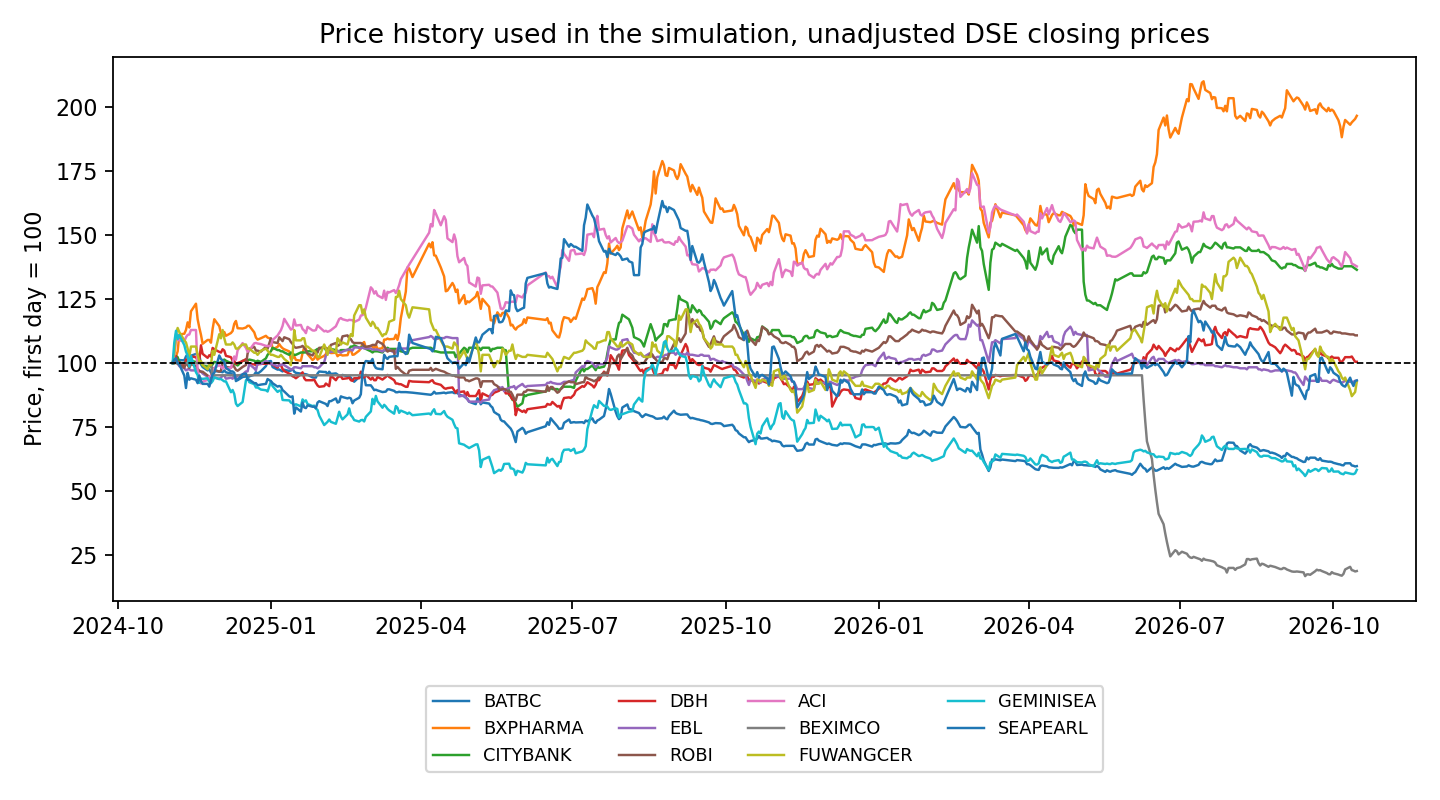 Price history used in the simulation, unadjusted DSE closing prices
Price, first day = 100
200
175
150
125
100
75
50
25
2024-10 2025-01 2025-04 2025-07 2025-10 2026-01 2026-04 2026-07 2026-10
BATBC DBH ACI GEMINISEA
BXPHARMA EBL BEXIMCO SEAPEARL
CITYBANK ROBI FUWANGCER